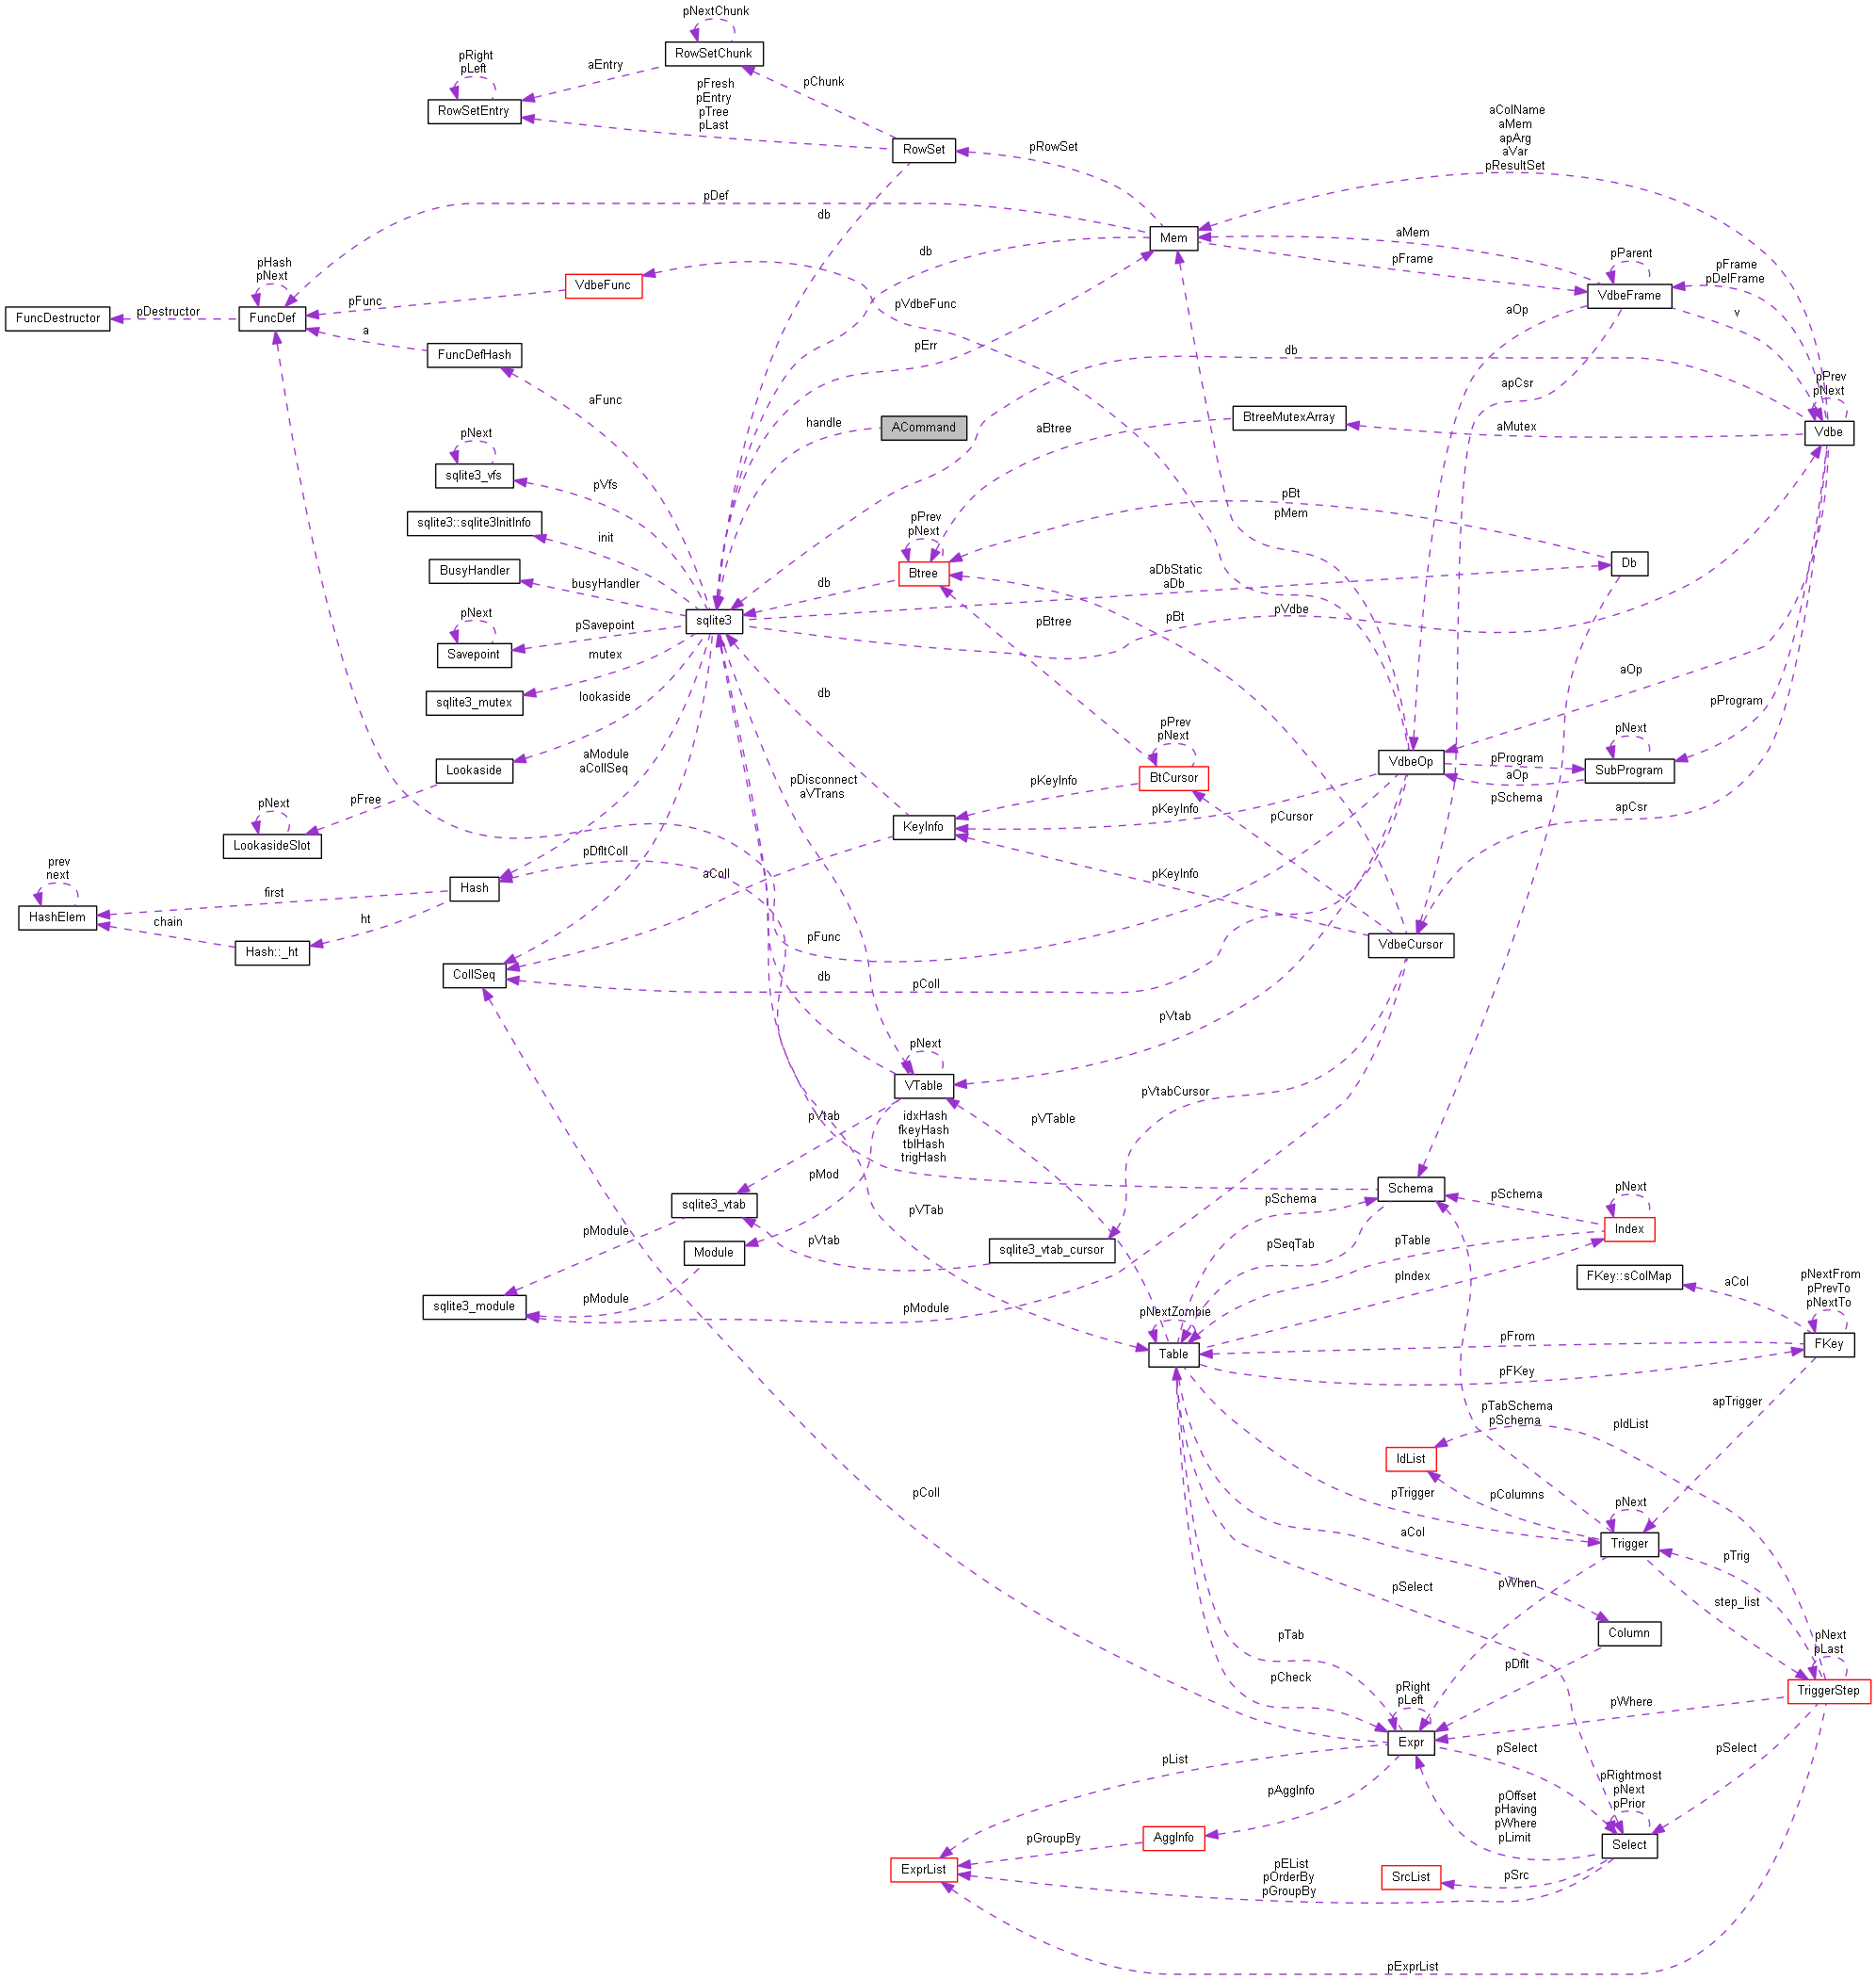 pNextChunk
RowSetChunk
pRight
pLeft
aEntry
pChunk
pFresh
pEntry
pTree
pLast
RowSetEntry
aColName
aMem
apArg
aVar
pResultSet
RowSet
pRowSet
pDef
db
Mem
db
aMem
pParent
pFrame
pDelFrame
pFrame
pHash
pNext
VdbeFunc
VdbeFrame
pFunc
pVdbeFunc
aOp
v
FuncDestructor
pDestructor
FuncDef
a
pErr
db
FuncDefHash
pPrev
pNext
apCsr
aFunc
handle
ACommand
BtreeMutexArray
aBtree
aMutex
Vdbe
pNext
sqlite3_vfs
pVfs
pBt
pMem
sqlite3::sqlite3InitInfo
init
pPrev
pNext
BusyHandler
busyHandler
Btree
db
aDbStatic
aDb
Db
pVdbe
sqlite3
pBtree
pBt
pNext
pSavepoint
Savepoint
mutex
aOp
sqlite3_mutex
lookaside
db
pProgram
pPrev
pNext
pNext
aModule
aCollSeq
VdbeOp
pProgram
Lookaside
pDisconnect
aVTrans
BtCursor
pKeyInfo
aOp
SubProgram
pFree
pSchema
pNext
pKeyInfo
pCursor
apCsr
KeyInfo
LookasideSlot
pDfltColl
prev
next
aColl
pKeyInfo
Hash
first
HashElem
chain
ht
pFunc
VdbeCursor
Hash::_ht
CollSeq
db
pColl
pVtab
pNext
VTable
pVtabCursor
pVtab
idxHash
fkeyHash
tblHash
trigHash
pVTable
pMod
Schema
pNext
pSchema
pSchema
sqlite3_vtab
pVTab
Index
pModule
Module
pVtab
sqlite3_vtab_cursor
pSeqTab
pTable
pIndex
FKey::sColMap
aCol
pNextFrom
pPrevTo
pNextTo
sqlite3_module
pModule
pModule
pNextZombie
Table
pFrom
FKey
pFKey
pTabSchema
pSchema
apTrigger
pIdList
IdList
pColl
pTrigger
pColumns
pNext
Trigger
aCol
pTrig
pSelect
pWhen
step_list
Column
pTab
pNext
pLast
pCheck
pDflt
pRight
pLeft
TriggerStep
pWhere
Expr
pList
pSelect
pSelect
pAggInfo
pRightmost
pNext
pPrior
pOffset
pHaving
pWhere
pLimit
pGroupBy
AggInfo
Select
ExprList
pEList
pOrderBy
pGroupBy
SrcList
pSrc
pExprList